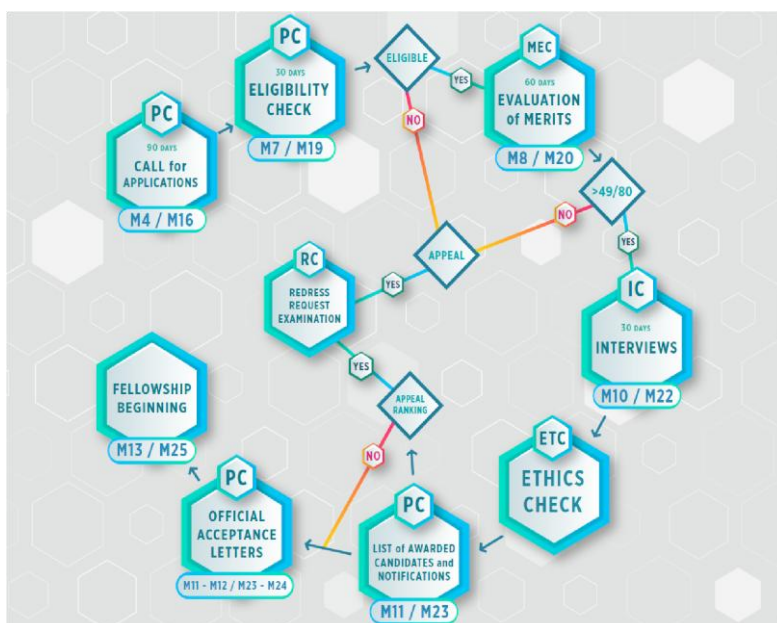 PC
90 DAYS
CALL for
APPLICATIONS
M4 / M16
PC
30 DAYS
ELIGIBILITY
CHECK
M7 / M19
ELIGIBLE
YES
NO
MEC
60 DAYS
EVALUATION
of MERITS
M8 / M20
>49/80
NO
YES
APPEAL
YES
RC
REDRESS
REQUEST
EXAMINATION
YES
APPEAL
RANKING
NO
IC
30 DAYS
INTERVIEWS
M10 / M22
ETC
ETHICS
CHECK
PC
LIST of AWARDED
CANDIDATES and
NOTIFICATIONS
M11 / M23
PC
OFFICIAL
ACCEPTANCE
LETTERS
M11 - M12 / M23 - M24
FELLOWSHIP
BEGINNING
M13 / M25